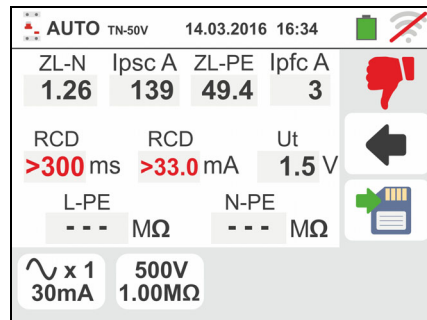 AUTO TN-50V 14.03.2016 16:34
ZL-N Ipsc A ZL-PE Ipfc A
1.26 139 49.4 3
RCD RCD Ut
>300 ms >33.0 mA 1.5 V
L-PE N-PE
- - - MΩ - - - MΩ
x 1 500V
30mA 1.00MΩ